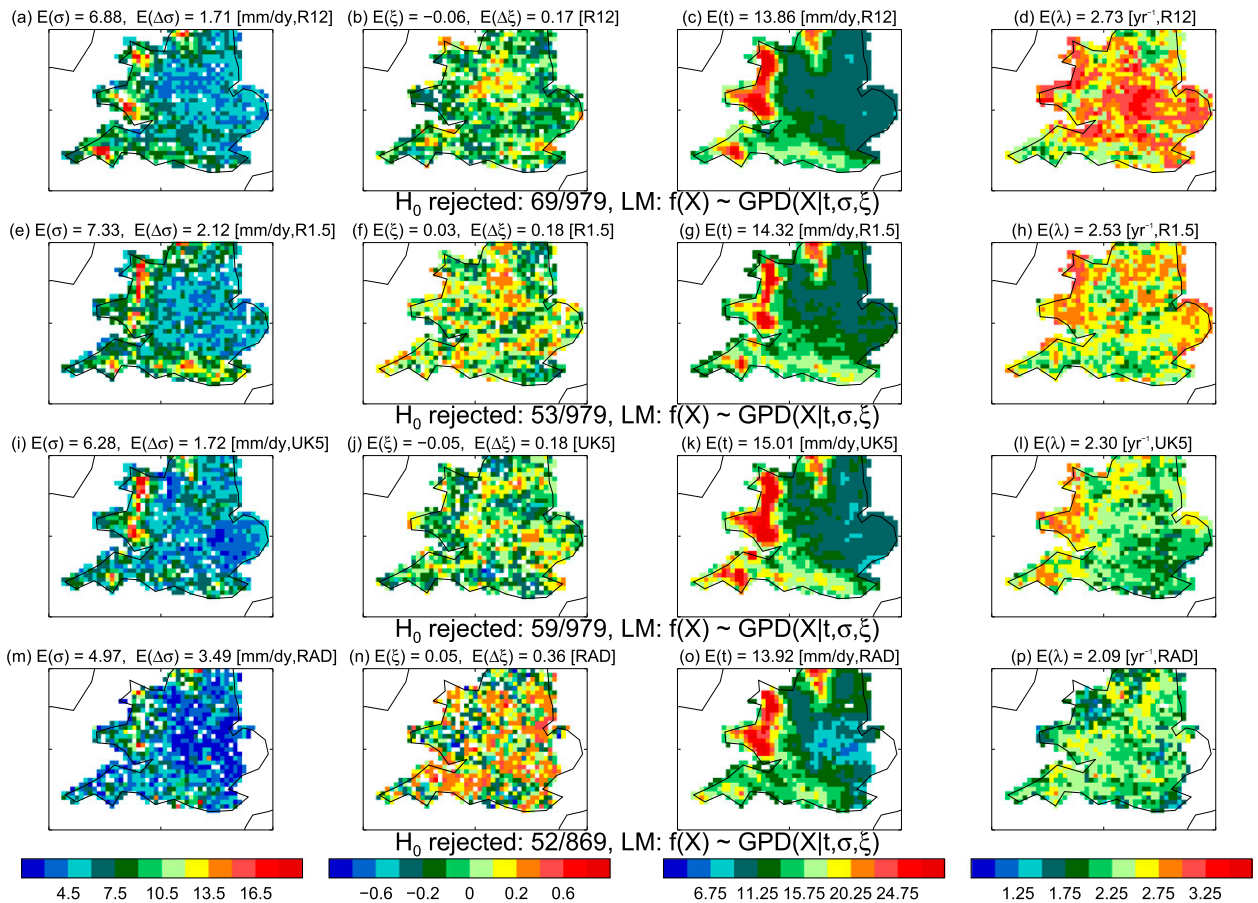 (a) E(σ) = 6.88, E(Δσ) = 1.71 [mm/dy,R12]
(b) E(ξ) = −0.06, E(Δξ) = 0.17 [R12]
(c) E(t) = 13.86 [mm/dy,R12]
(d) E(λ) = 2.73 [yr⁻¹,R12]
H₀ rejected: 69/979, LM: f(X) ~ GPD(X|t,σ,ξ)
(e) E(σ) = 7.33, E(Δσ) = 2.12 [mm/dy,R1.5]
(f) E(ξ) = 0.03, E(Δξ) = 0.18 [R1.5]
(g) E(t) = 14.32 [mm/dy,R1.5]
(h) E(λ) = 2.53 [yr⁻¹,R1.5]
H₀ rejected: 53/979, LM: f(X) ~ GPD(X|t,σ,ξ)
(i) E(σ) = 6.28, E(Δσ) = 1.72 [mm/dy,UK5]
(j) E(ξ) = −0.05, E(Δξ) = 0.18 [UK5]
(k) E(t) = 15.01 [mm/dy,UK5]
(l) E(λ) = 2.30 [yr⁻¹,UK5]
H₀ rejected: 59/979, LM: f(X) ~ GPD(X|t,σ,ξ)
(m) E(σ) = 4.97, E(Δσ) = 3.49 [mm/dy,RAD]
(n) E(ξ) = 0.05, E(Δξ) = 0.36 [RAD]
(o) E(t) = 13.92 [mm/dy,RAD]
(p) E(λ) = 2.09 [yr⁻¹,RAD]
H₀ rejected: 52/869, LM: f(X) ~ GPD(X|t,σ,ξ)
4.5 7.5 10.5 13.5 16.5
−0.6 −0.2 0 0.2 0.6
6.75 11.25 15.75 20.25 24.75
1.25 1.75 2.25 2.75 3.25